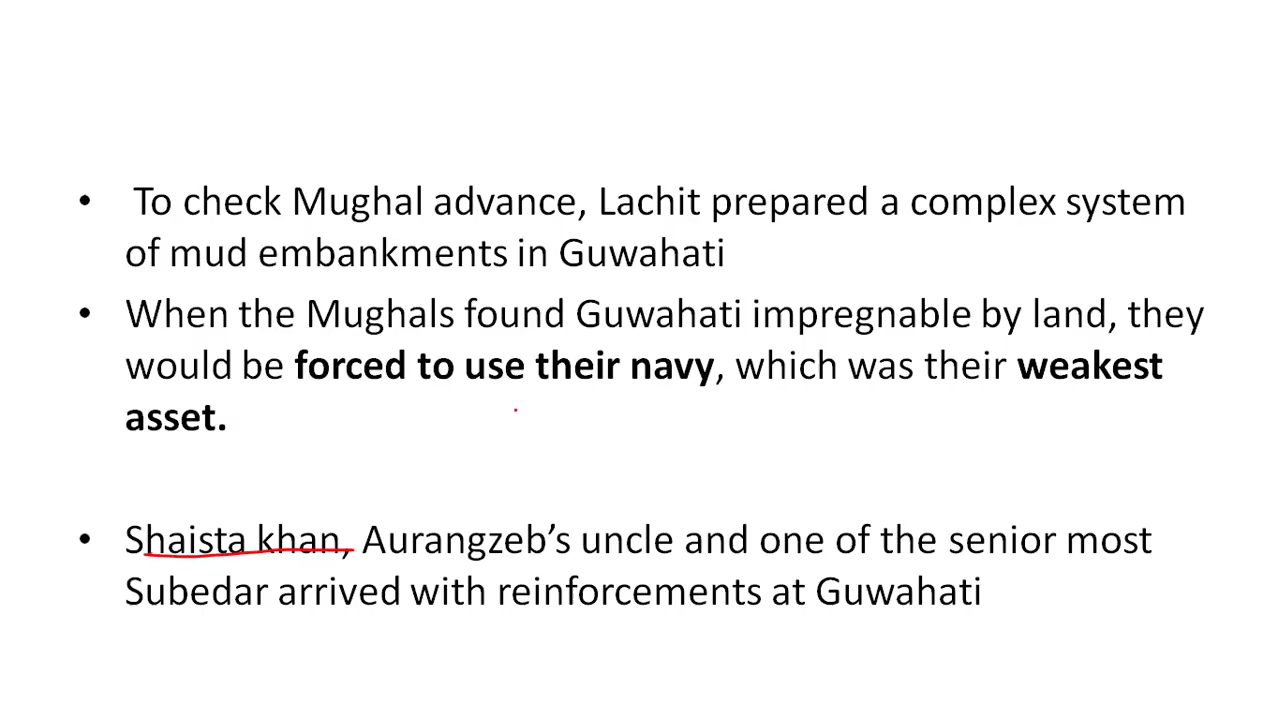 • To check Mughal advance, Lachit prepared a complex system
of mud embankments in Guwahati
• When the Mughals found Guwahati impregnable by land, they
would be forced to use their navy, which was their weakest
asset.
• Shaista khan, Aurangzeb’s uncle and one of the senior most
Subedar arrived with reinforcements at Guwahati